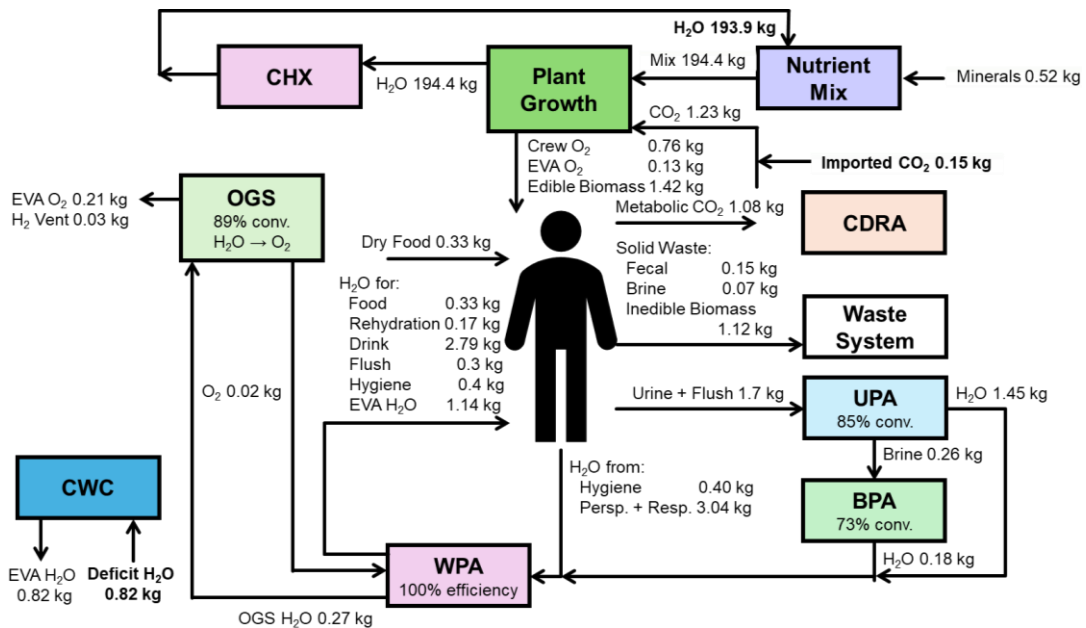 H₂O 193.9 kg
CHX
H₂O 194.4 kg
Plant
Growth
Mix 194.4 kg
Nutrient
Mix
Minerals 0.52 kg
CO₂ 1.23 kg
Imported CO₂ 0.15 kg
Crew O₂ 0.76 kg
EVA O₂ 0.13 kg
Edible Biomass 1.42 kg
EVA O₂ 0.21 kg
H₂ Vent 0.03 kg
OGS
89% conv.
H₂O → O₂
Metabolic CO₂ 1.08 kg
CDRA
Dry Food 0.33 kg
Solid Waste:
Fecal 0.15 kg
Brine 0.07 kg
Inedible Biomass
1.12 kg
Waste
System
H₂O for:
Food 0.33 kg
Rehydration 0.17 kg
Drink 2.79 kg
Flush 0.3 kg
Hygiene 0.4 kg
EVA H₂O 1.14 kg
O₂ 0.02 kg
Urine + Flush 1.7 kg
UPA
85% conv.
H₂O 1.45 kg
Brine 0.26 kg
BPA
73% conv.
H₂O 0.18 kg
H₂O from:
Hygiene 0.40 kg
Persp. + Resp. 3.04 kg
CWC
EVA H₂O
0.82 kg
Deficit H₂O
0.82 kg
WPA
100% efficiency
OGS H₂O 0.27 kg